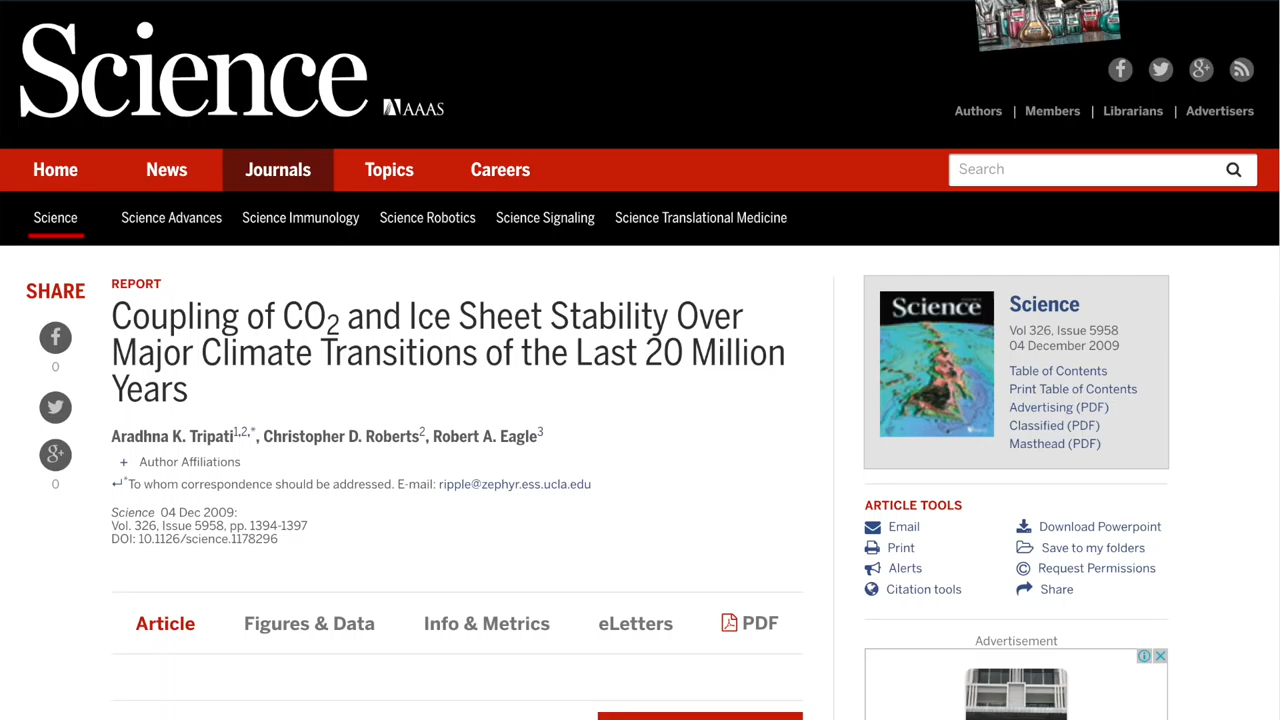 Science
AAAS
Authors | Members | Librarians | Advertisers
Home News Journals Topics Careers
Search
Science Science Advances Science Immunology Science Robotics Science Signaling Science Translational Medicine
SHARE
0
0
REPORT
Coupling of CO2 and Ice Sheet Stability Over
Major Climate Transitions of the Last 20 Million
Years
Aradhna K. Tripati1,2,*, Christopher D. Roberts2, Robert A. Eagle3
+ Author Affiliations
↵*To whom correspondence should be addressed. E-mail: ripple@zephyr.ess.ucla.edu
Science 04 Dec 2009:
Vol. 326, Issue 5958, pp. 1394-1397
DOI: 10.1126/science.1178296
Article Figures & Data Info & Metrics eLetters PDF
Science
Science
Vol 326, Issue 5958
04 December 2009
Table of Contents
Print Table of Contents
Advertising (PDF)
Classified (PDF)
Masthead (PDF)
ARTICLE TOOLS
Email Download Powerpoint
Print Save to my folders
Alerts Request Permissions
Citation tools Share
Advertisement